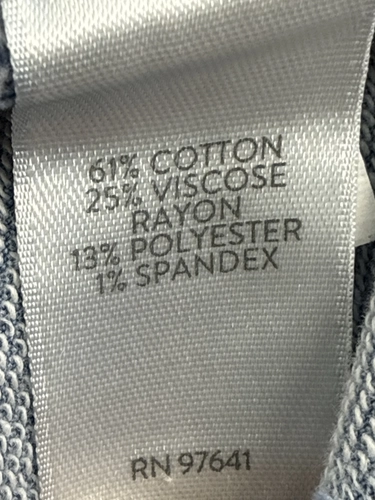 61% COTTON
25% VISCOSE
RAYON
13% POLYESTER
1% SPANDEX
RN 97641